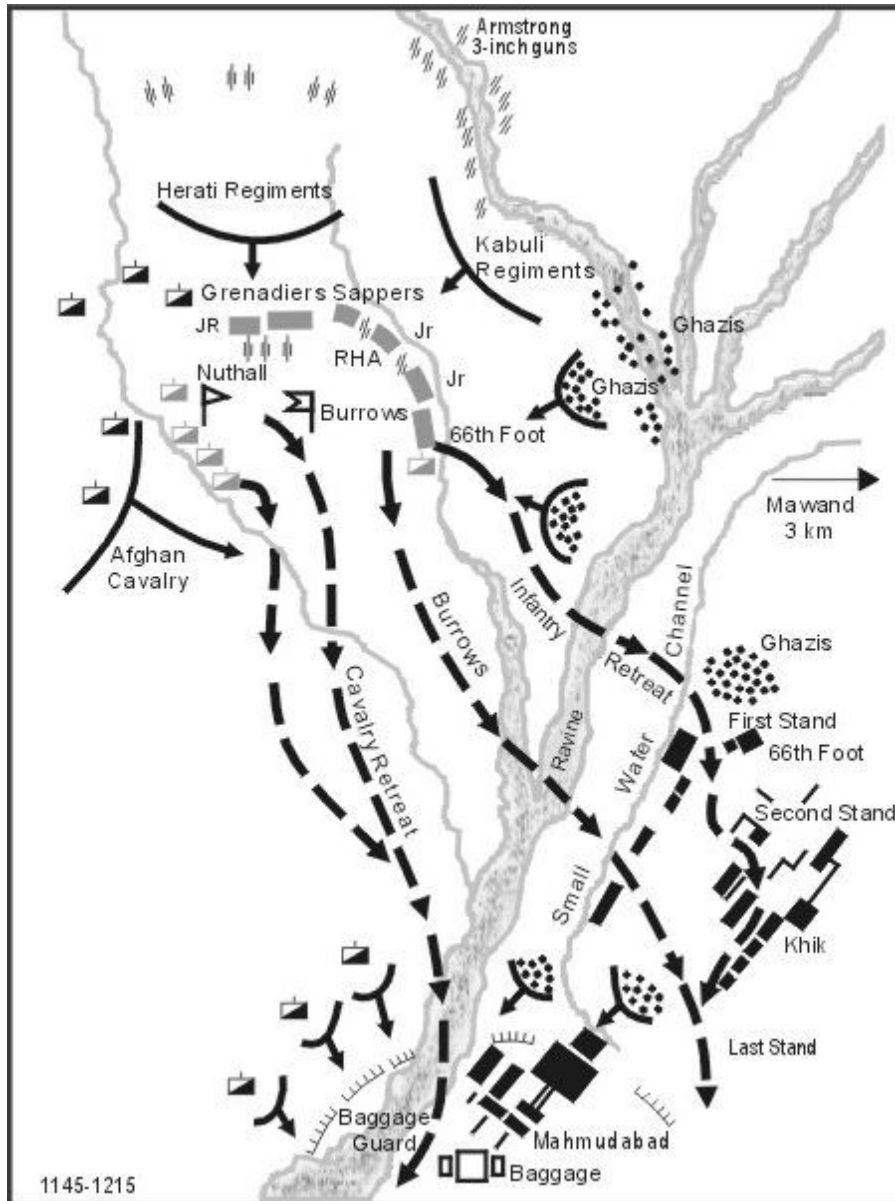 Armstrong
3-inch guns
Herati Regiments
Kabuli
Regiments
Grenadiers Sappers
Ghazis
JR
Jr
RHA
Nuthall
Jr
Ghazis
Burrows
66th Foot
Mawand
3 km
Afghan
Cavalry
Channel
Infantry
Burrows
Retreat
Ghazis
Cavalry Retreat
First Stand
66th Foot
Ravine
Water
Second Stand
Small
Khik
Last Stand
Baggage
Guard
Mahmudabad
Baggage
1145-1215